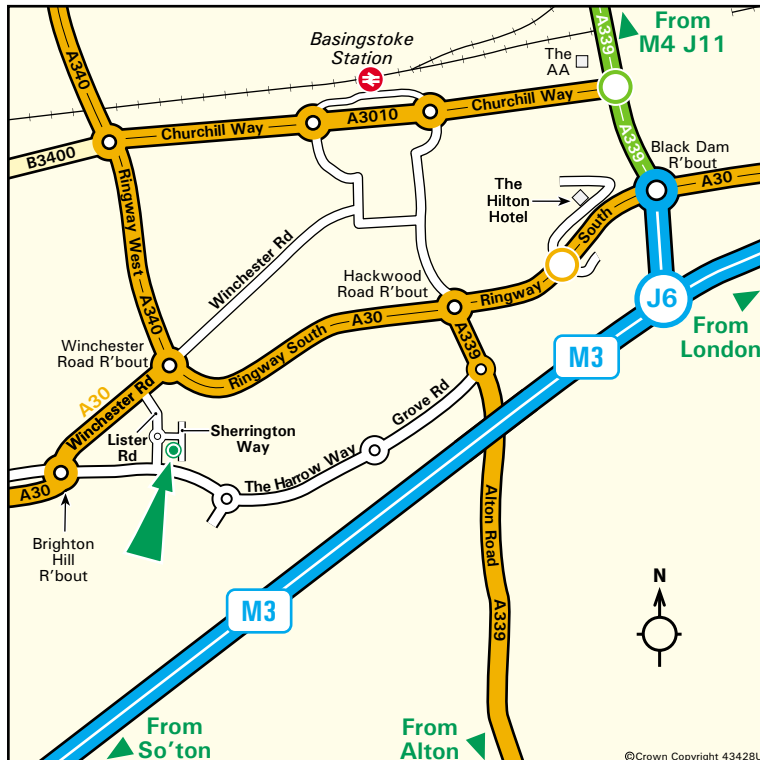 A340
Basingstoke
Station
The
AA
A339
From
M4 J11
Churchill Way
A3010
Churchill Way
A339
B3400
Black Dam
R'bout
A30
The
Hilton
Hotel
South
Ringway West
Winchester Rd
Hackwood
Road R'bout
Ringway
J6
From
London
A340
A30
A339
Winchester
Road R'bout
Ringway South
M3
A30
Winchester Rd
Grove Rd
Lister
Rd
Sherrington
Way
The Harrow Way
A30
Alton Road
Brighton
Hill
R'bout
N
M3
A339
From
So'ton
From
Alton
©Crown Copyright 43428U